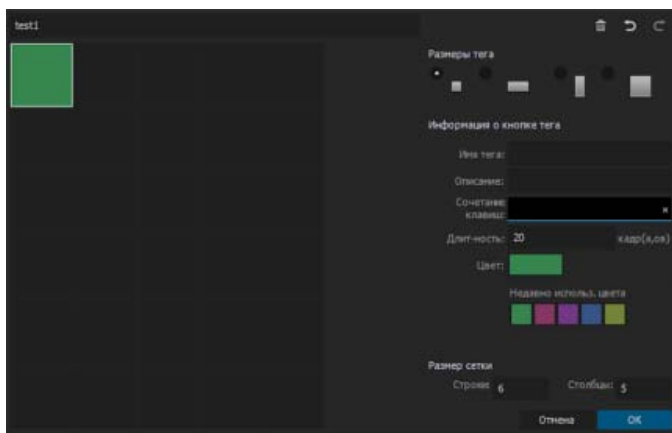 test1
Размеры тега
Информация о кнопке тега
Имя тега:
Описание:
Сочетание
клавиш:
Длит-ность: 20 кадр(а,ов)
Цвет:
Недавно использ. цвета
Размер сетки
Строки: 6 Столбцы: 5
Отмена OK